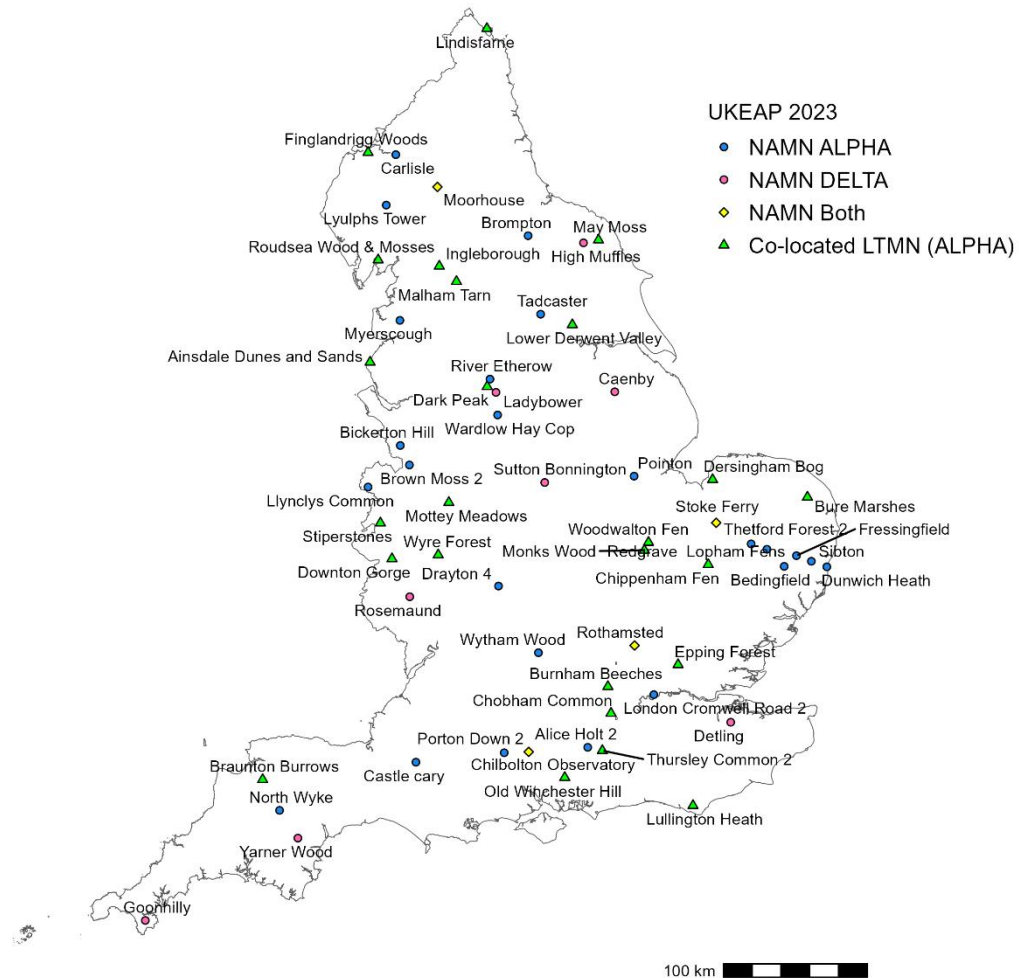 Lindisfarne
UKEAP 2023
NAMN ALPHA
NAMN DELTA
NAMN Both
Co-located LTMN (ALPHA)
Finglandrigg Woods
Carlisle
Moorhouse
Lyulphs Tower
Brompton
May Moss
High Muffles
Roudsea Wood & Mosses
Ingleborough
Malham Tarn
Tadcaster
Myerscough
Lower Derwent Valley
Ainsdale Dunes and Sands
River Etherow
Caenby
Dark Peak
Ladybower
Wardlow Hay Cop
Bickerton Hill
Brown Moss 2
Sutton Bonnington
Pointon
Dersingham Bog
Llynclys Common
Mottey Meadows
Stoke Ferry
Bure Marshes
Stiperstones
Woodwalton Fen
Thetford Forest 2
Fressingfield
Wyre Forest
Monks Wood
Redgrave
Lopham Fens
Sibton
Downton Gorge
Drayton 4
Chippenham Fen
Bedingfield
Dunwich Heath
Rosemaund
Wytham Wood
Rothamsted
Epping Forest
Burnham Beeches
Chobham Common
London Cromwell Road 2
Detling
Porton Down 2
Alice Holt 2
Castle cary
Chilbolton Observatory
Thursley Common 2
Braunton Burrows
Old Winchester Hill
North Wyke
Lullington Heath
Yarner Wood
Goonhilly
100 km